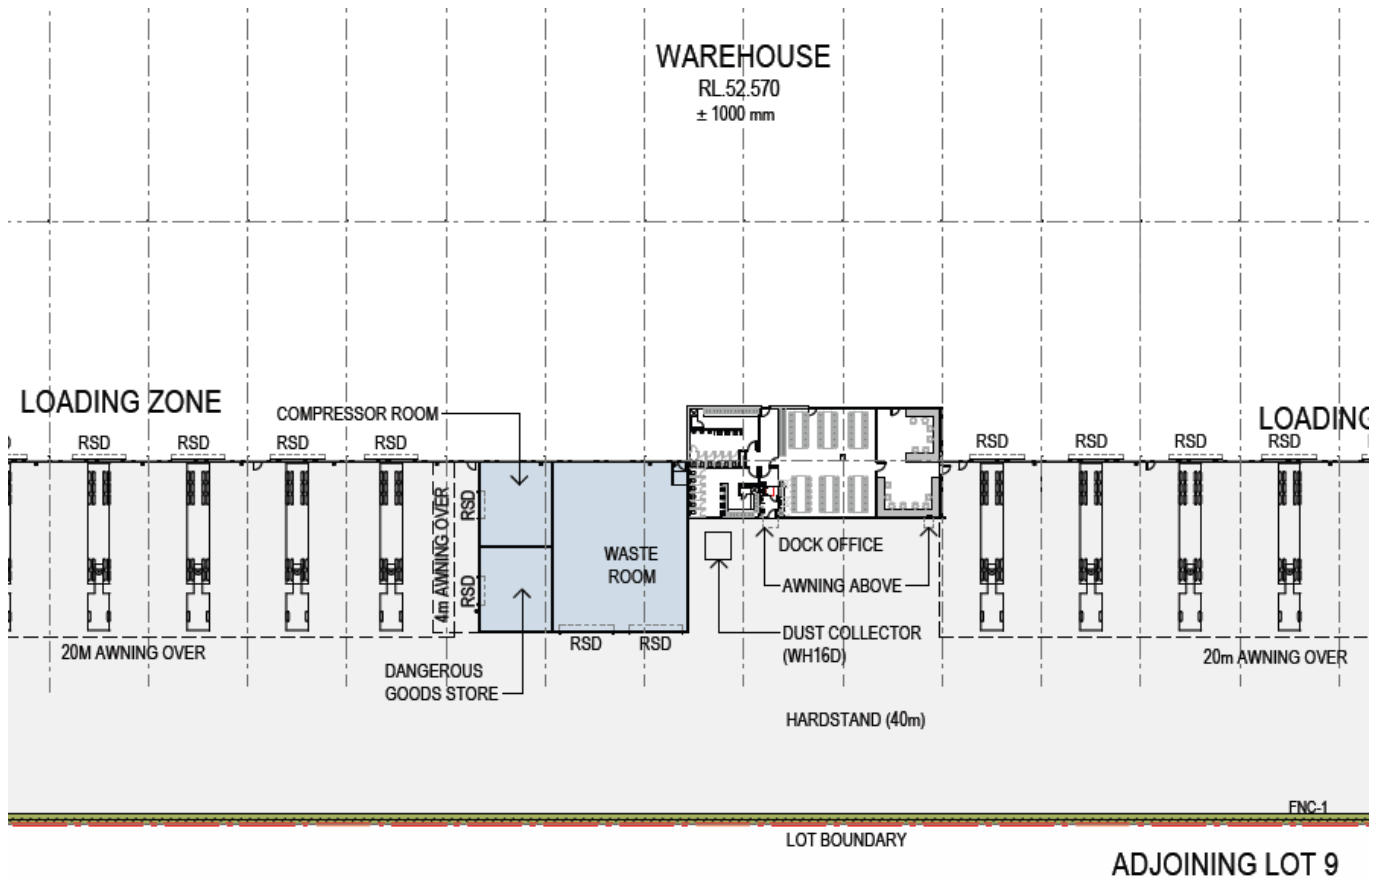 WAREHOUSE
RL.52.570
± 1000 mm
LOADING ZONE
COMPRESSOR ROOM
LOADING
RSD
RSD
RSD
RSD
RSD
RSD
RSD
RSD
4m AWNING OVER
RSD
RSD
WASTE
ROOM
DOCK OFFICE
AWNING ABOVE
DUST COLLECTOR
(WH16D)
RSD
RSD
20M AWNING OVER
20m AWNING OVER
DANGEROUS
GOODS STORE
HARDSTAND (40m)
FNC-1
LOT BOUNDARY
ADJOINING LOT 9